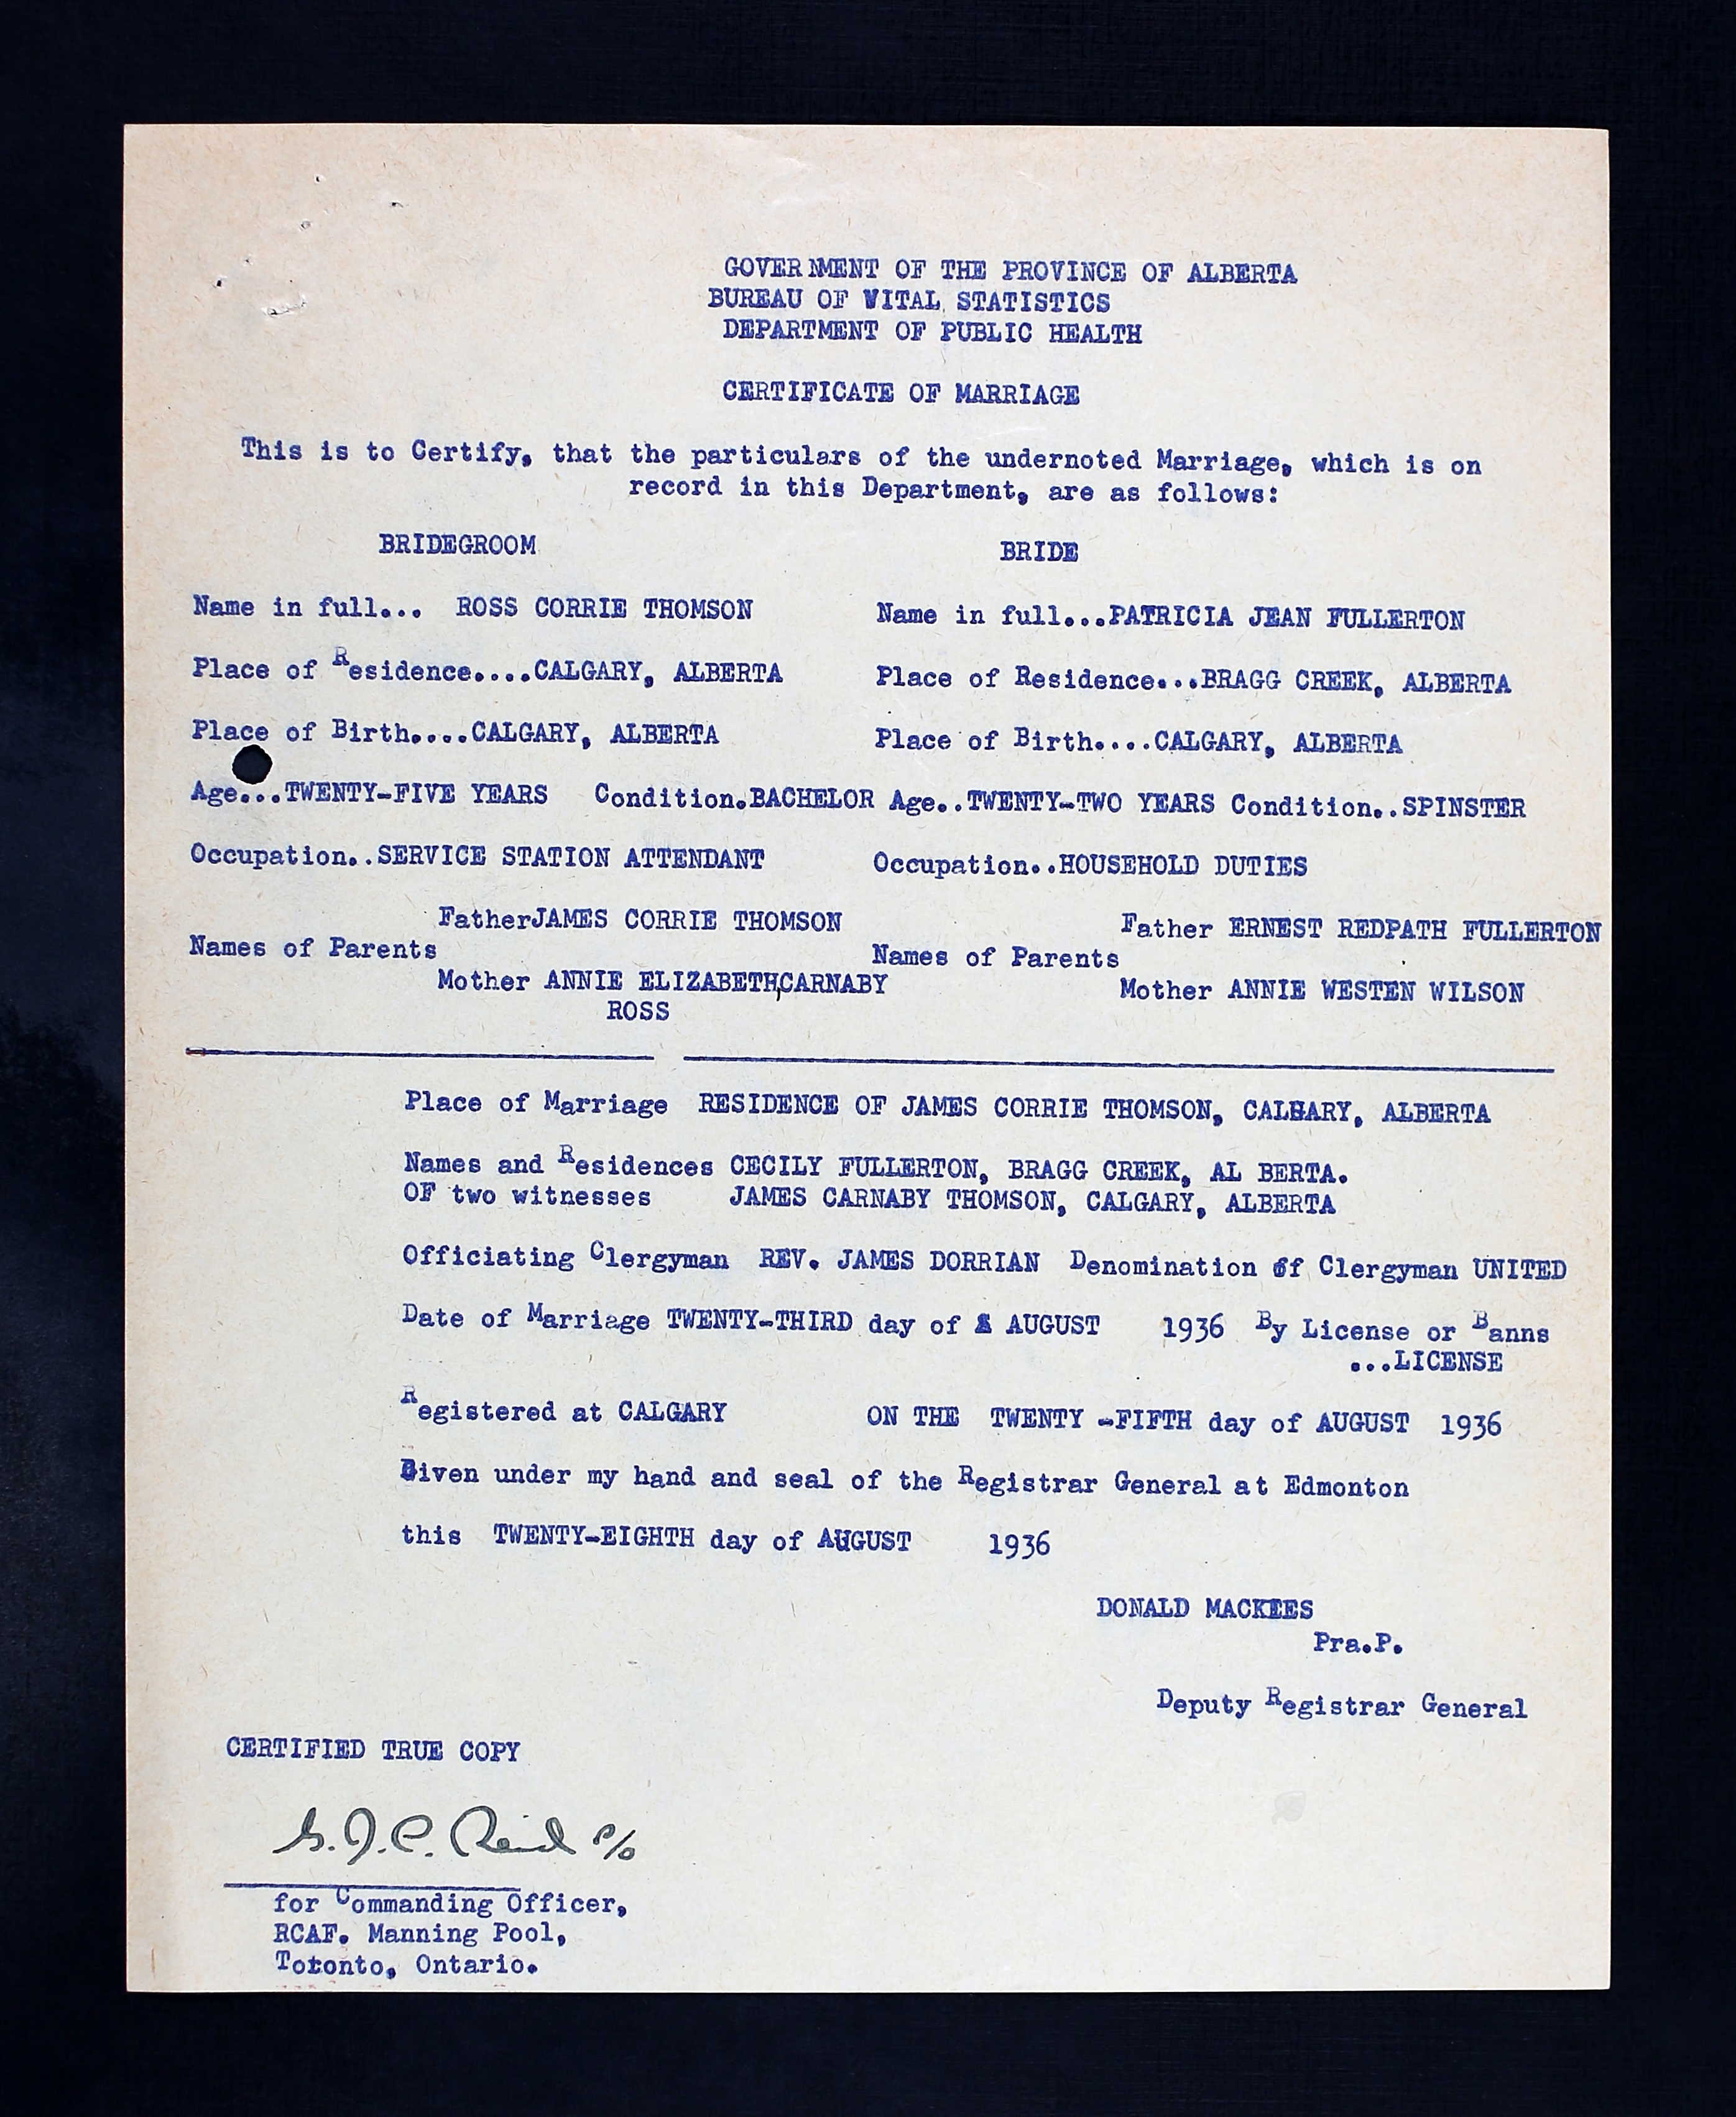 GOVERNMENT OF THE PROVINCE OF ALBERTA
BUREAU OF VITAL STATISTICS
DEPARTMENT OF PUBLIC HEALTH
CERTIFICATE OF MARRIAGE
This is to Certify, that the particulars of the undernoted Marriage, which is on
record in this Department, are as follows:
BRIDEGROOM BRIDE
Name in full... ROSS CORRIE THOMSON Name in full...PATRICIA JEAN FULLERTON
Place of Residence....CALGARY, ALBERTA Place of Residence...BRAGG CREEK, ALBERTA
Place of Birth....CALGARY, ALBERTA Place of Birth....CALGARY, ALBERTA
Age...TWENTY-FIVE YEARS Condition.BACHELOR Age..TWENTY-TWO YEARS Condition..SPINSTER
Occupation..SERVICE STATION ATTENDANT Occupation..HOUSEHOLD DUTIES
FatherJAMES CORRIE THOMSON Father ERNEST REDPATH FULLERTON
Names of Parents Names of Parents
Mother ANNIE ELIZABETH,CARNABY Mother ANNIE WESTEN WILSON
ROSS
Place of Marriage RESIDENCE OF JAMES CORRIE THOMSON, CALGARY, ALBERTA
Names and Residences CECILY FULLERTON, BRAGG CREEK, AL BERTA.
OF two witnesses JAMES CARNABY THOMSON, CALGARY, ALBERTA
Officiating Clergyman REV. JAMES DORRIAN Denomination of Clergyman UNITED
Date of Marriage TWENTY-THIRD day of AUGUST 1936 By License or Banns
...LICENSE
Registered at CALGARY ON THE TWENTY -FIFTH day of AUGUST 1936
Given under my hand and seal of the Registrar General at Edmonton
this TWENTY-EIGHTH day of AUGUST 1936
DONALD MACKEES
Pra.P.
Deputy Registrar General
CERTIFIED TRUE COPY
Reid
for Commanding Officer,
RCAF. Manning Pool,
Toronto, Ontario.